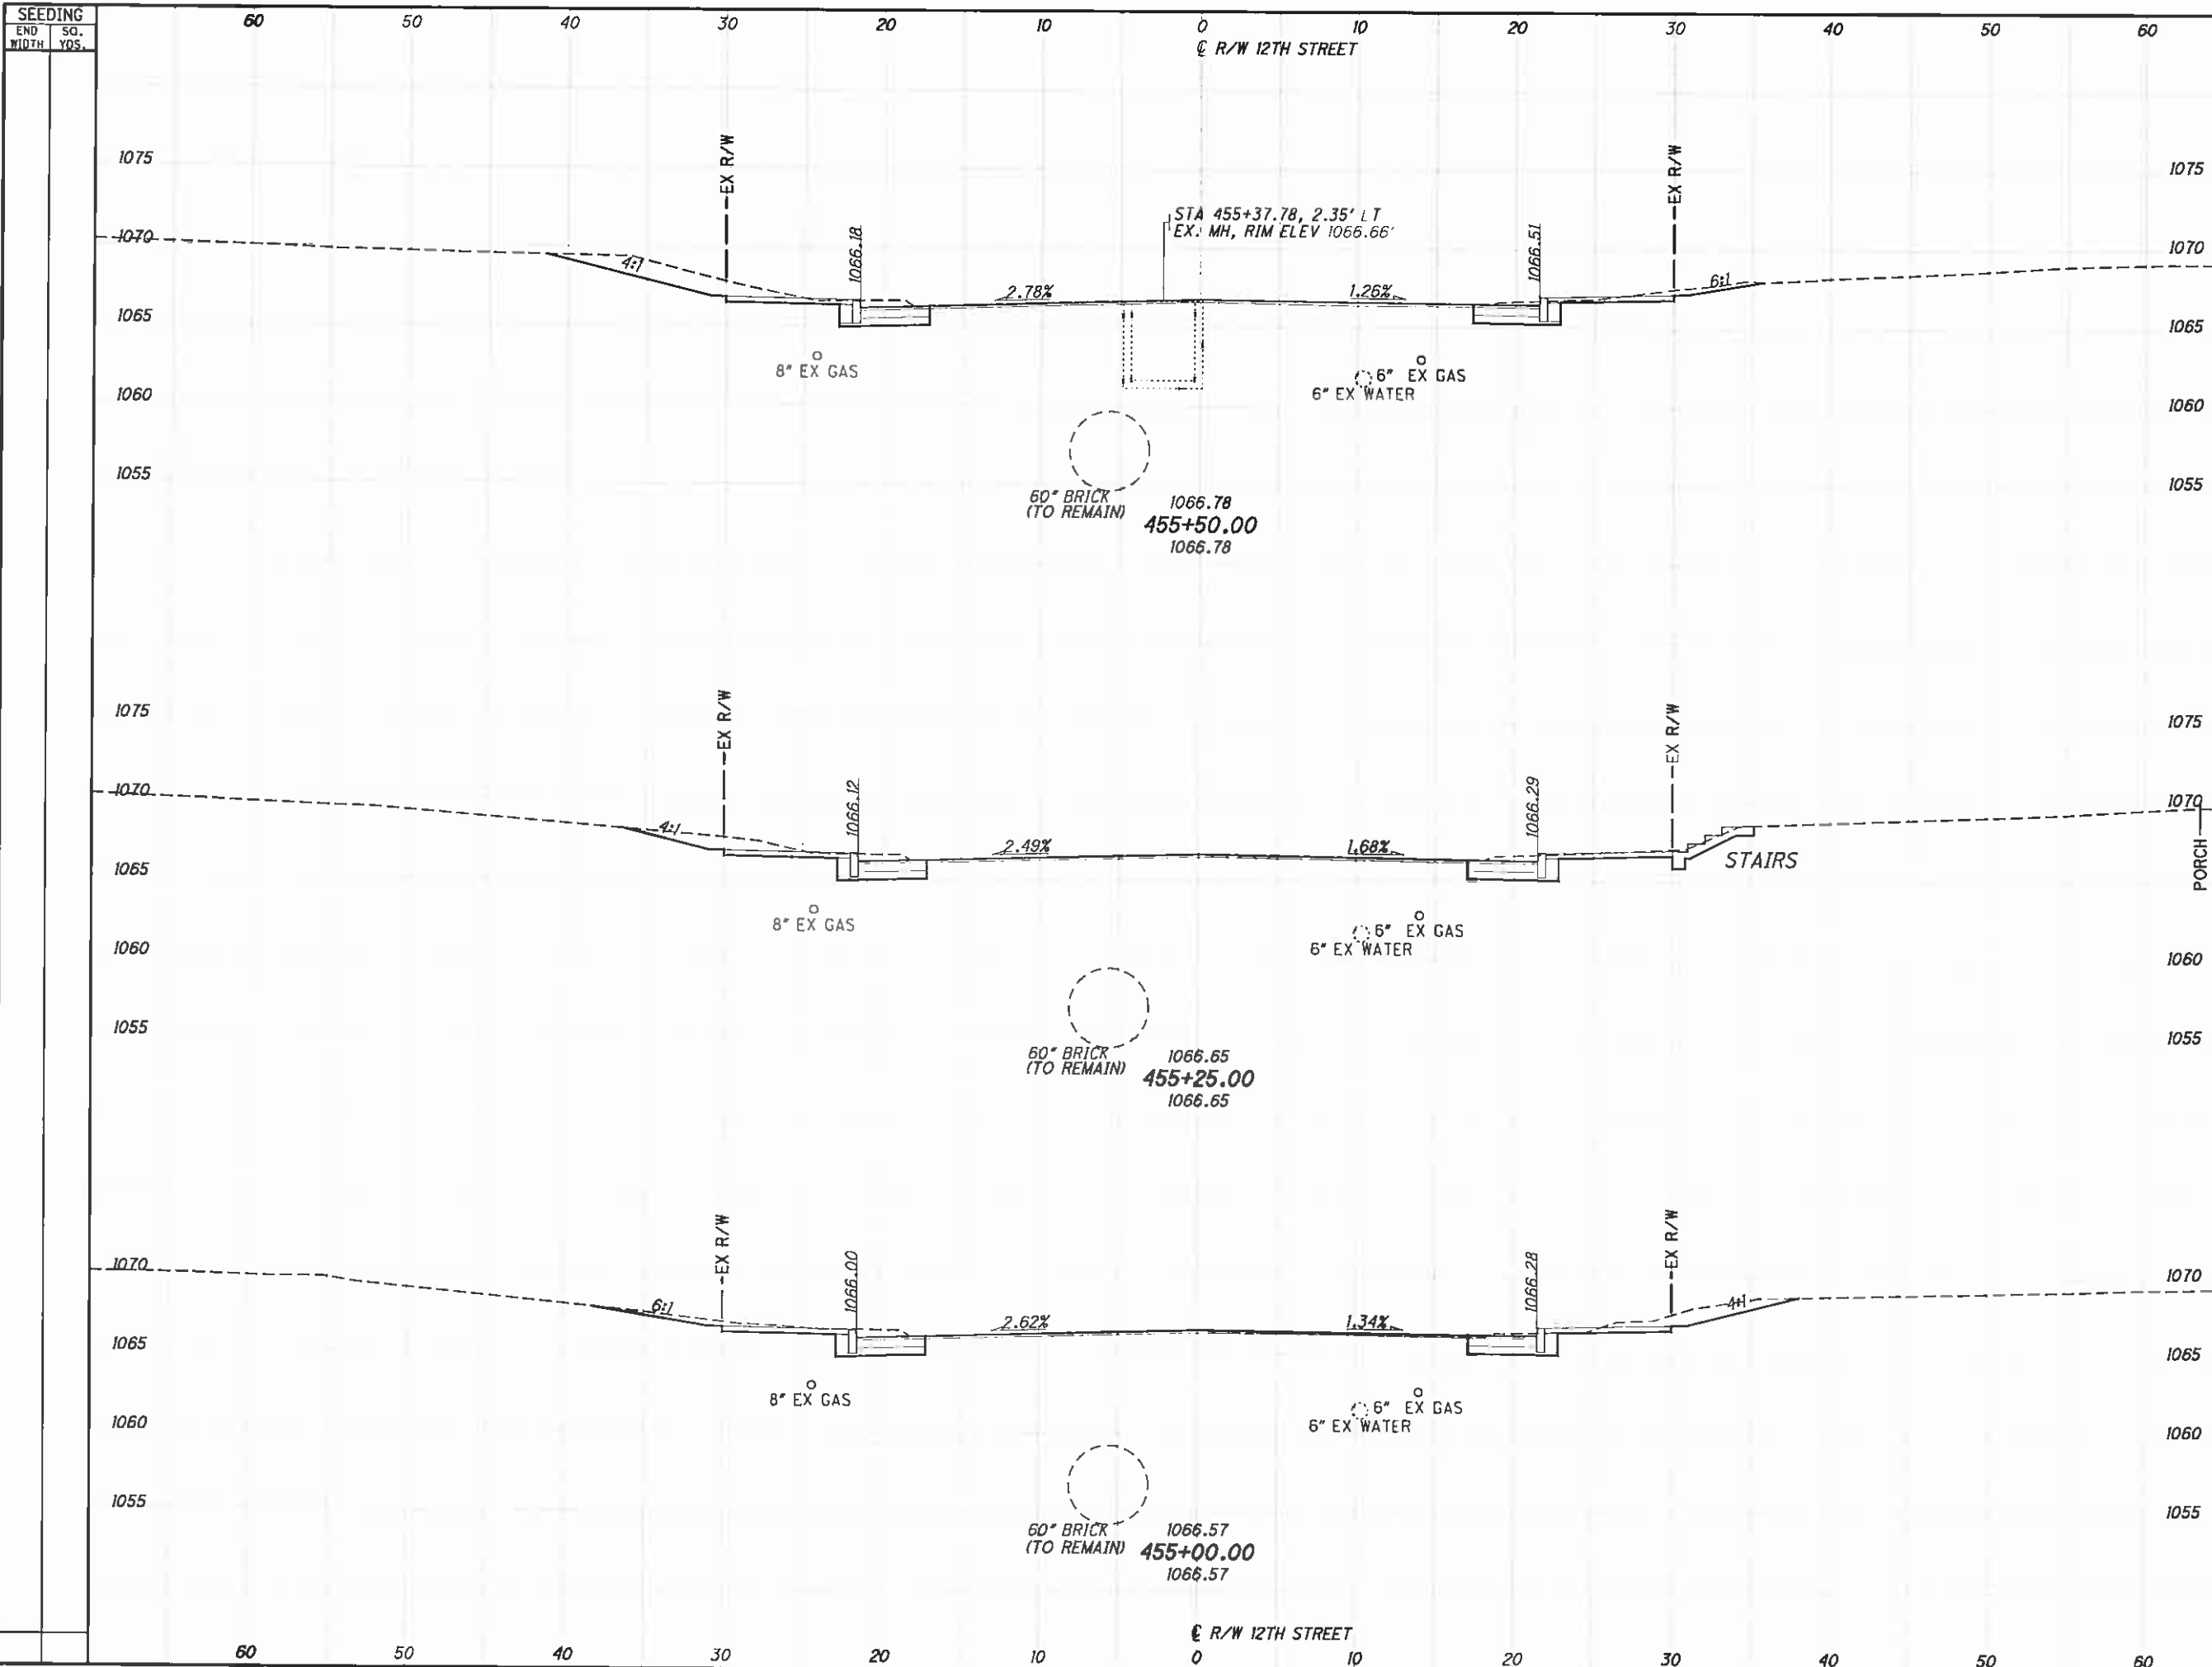 SEEDING
END WIDTH
SQ. YDS.
60 50 40 30 20 10 0 10 20 30 40 50 60
℄ R/W 12TH STREET
EX R/W
EX R/W
1075
1075
STA 455+37.78, 2.35' LT
EX. MH, RIM ELEV 1066.66'
1070
1066.18
1066.51
1070
4:1
2.78%
1.26%
6:1
1065
1065
8" EX GAS
6" EX GAS
6" EX WATER
1060
1060
1055
1055
60" BRICK
(TO REMAIN)
1066.78
455+50.00
1066.78
EX R/W
EX R/W
1075
1075
1070
1066.12
1066.29
1070
4:1
2.49%
1.68%
STAIRS
PORCH
1065
8" EX GAS
6" EX GAS
6" EX WATER
1060
1060
1055
1055
60" BRICK
(TO REMAIN)
1066.65
455+25.00
1066.65
EX R/W
EX R/W
1070
1066.00
1066.28
1070
6:1
2.62%
1.34%
4:1
1065
1065
8" EX GAS
6" EX GAS
6" EX WATER
1060
1060
1055
1055
60" BRICK
(TO REMAIN)
1066.57
455+00.00
1066.57
℄ R/W 12TH STREET
60 50 40 30 20 10 0 10 20 30 40 50 60